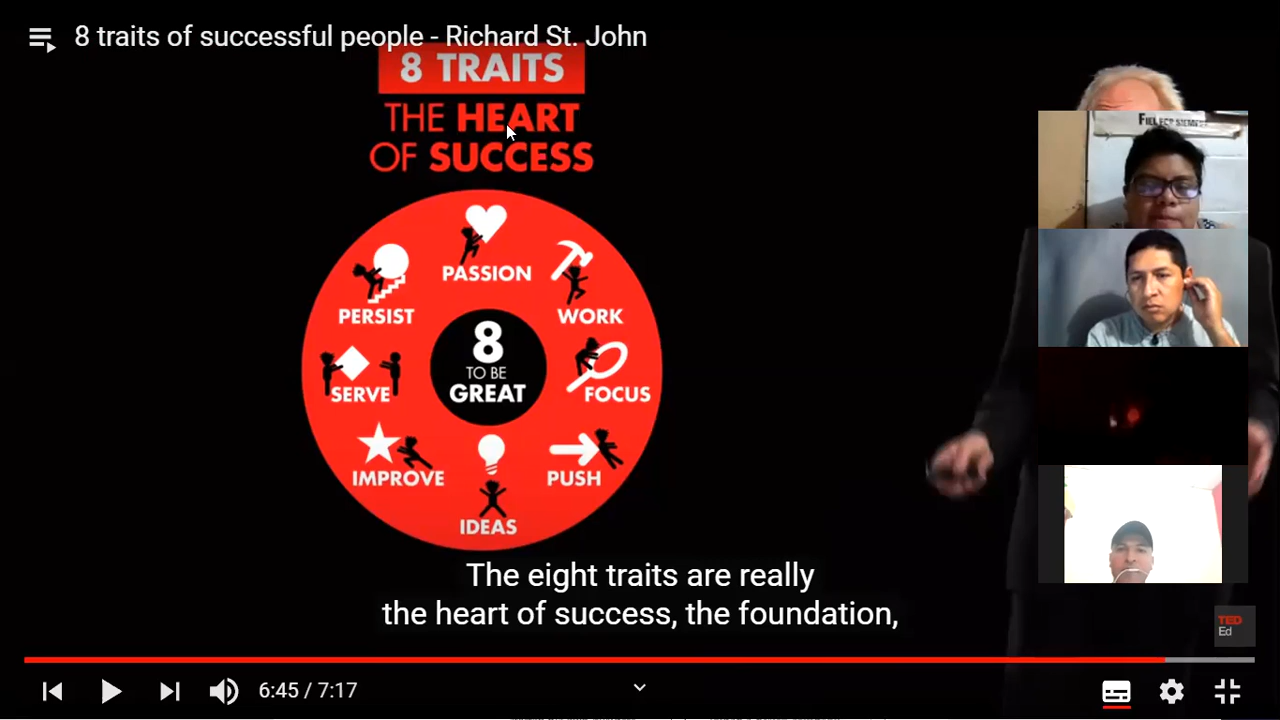 8 traits of successful people - Richard St. John
8 TRAITS
THE HEART
OF SUCCESS
PASSION
PERSIST
WORK
8
TO BE
GREAT
SERVE
FOCUS
IMPROVE
PUSH
IDEAS
The eight traits are really
the heart of success, the foundation,
TED
Ed
6:45 / 7:17